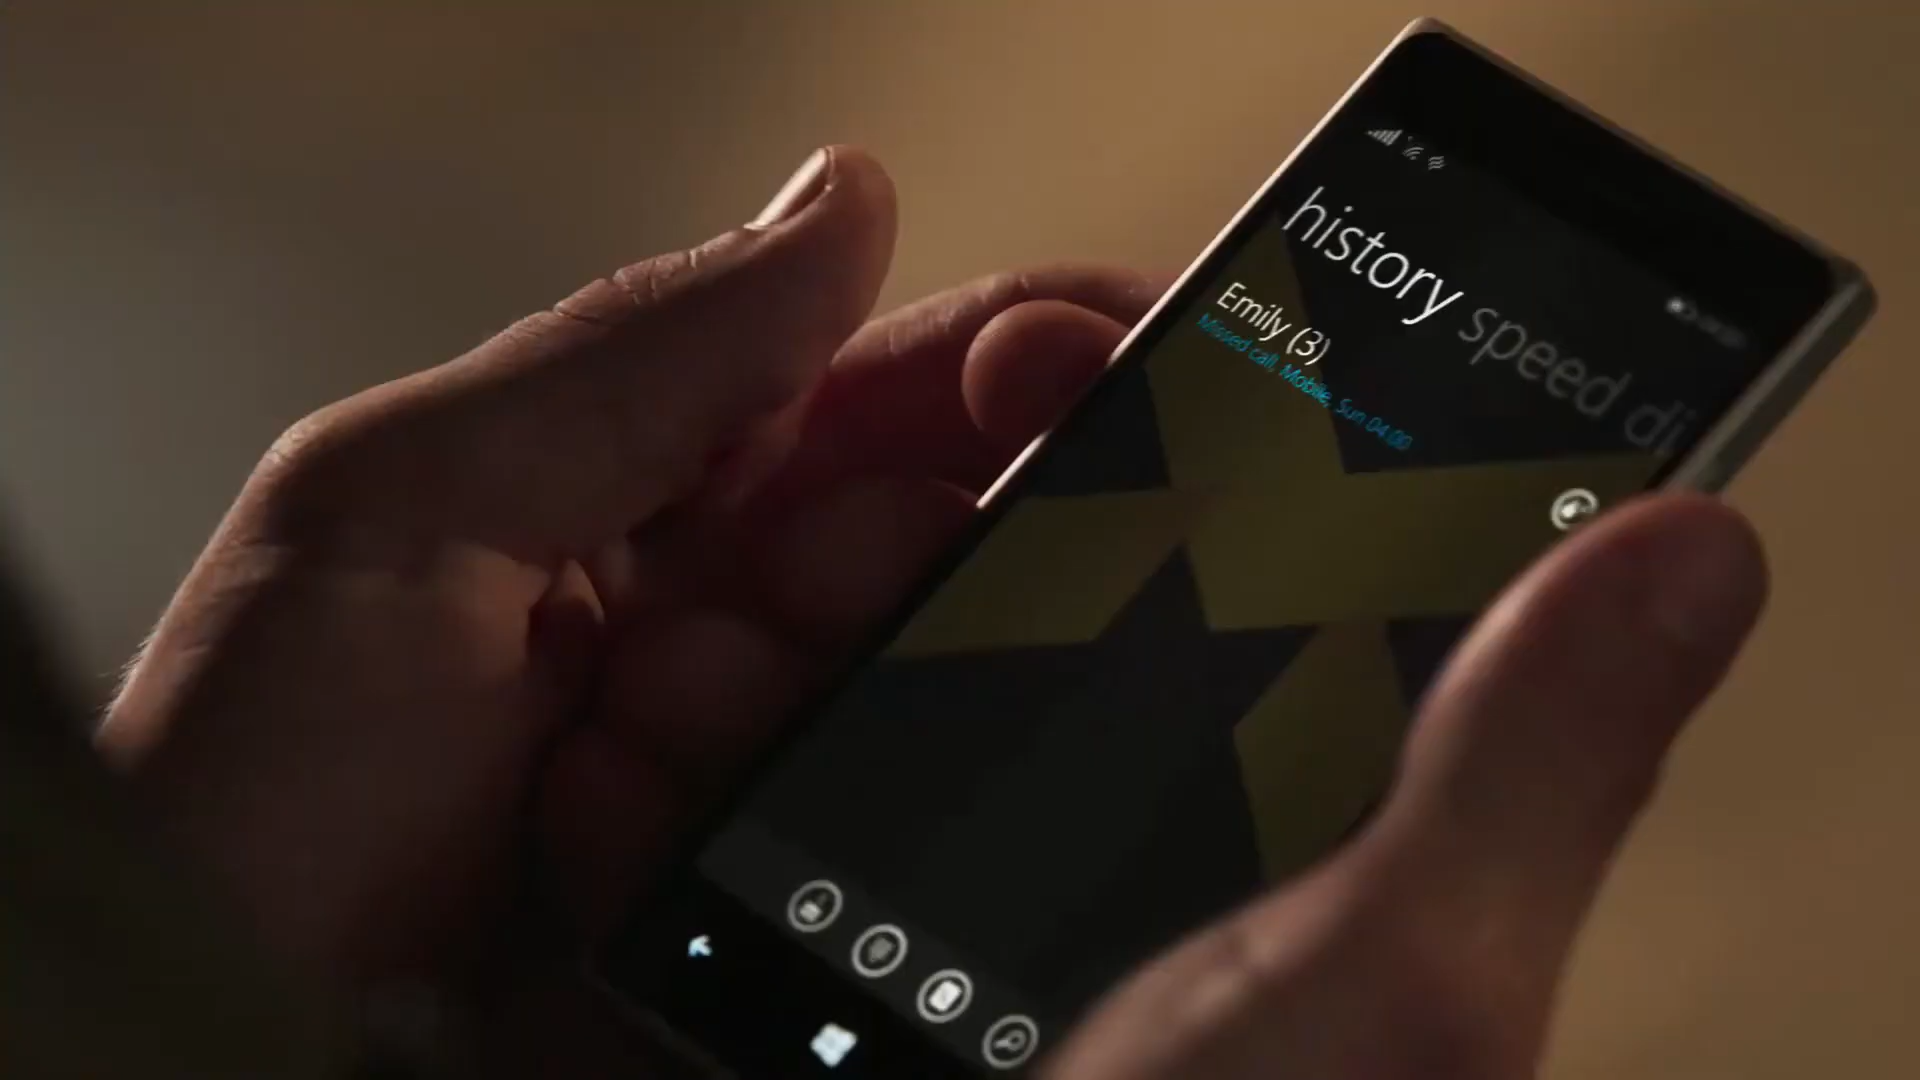 history speed di
Emily (3)
Missed call, Mobile, Sun 04:00